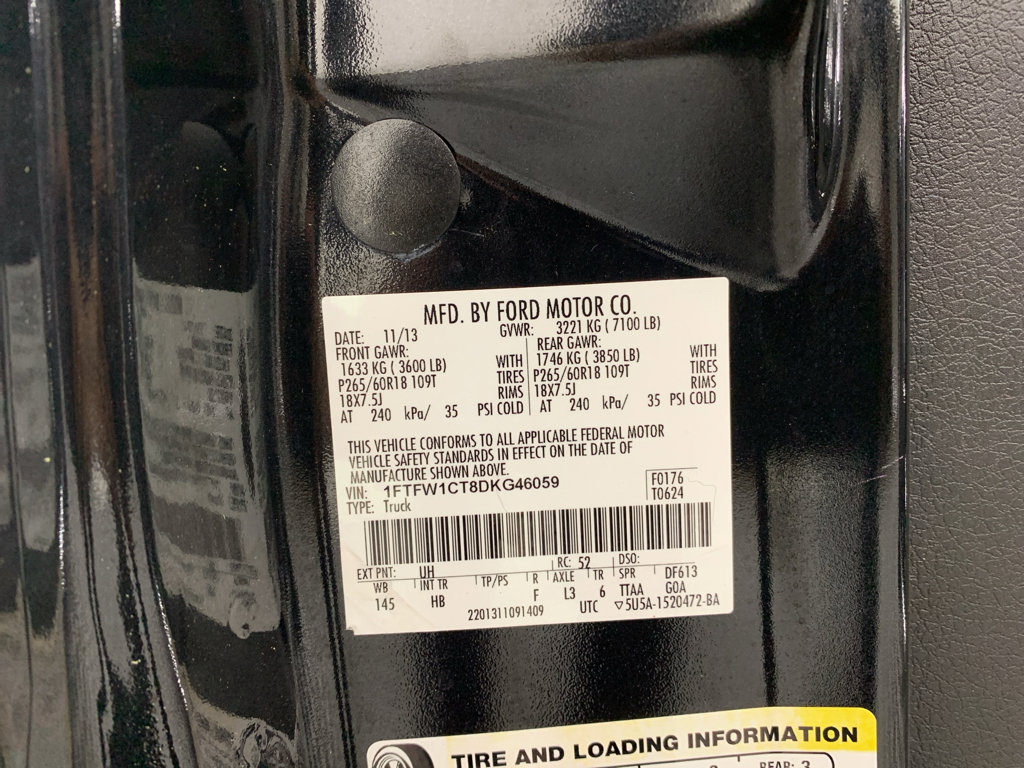 MFD. BY FORD MOTOR CO.
DATE: 11/13 GVWR: 3221 KG ( 7100 LB)
FRONT GAWR: REAR GAWR:
1633 KG ( 3600 LB) WITH 1746 KG ( 3850 LB) WITH
P265/60R18 109T TIRES P265/60R18 109T TIRES
18X7.5J RIMS 18X7.5J RIMS
AT 240 kPa/ 35 PSI COLD AT 240 kPa/ 35 PSI COLD
THIS VEHICLE CONFORMS TO ALL APPLICABLE FEDERAL MOTOR
VEHICLE SAFETY STANDARDS IN EFFECT ON THE DATE OF
MANUFACTURE SHOWN ABOVE.
VIN: 1FTFW1CT8DKG46059 F0176
TYPE: Truck T0624
EXT PNT: UH RC: 52 DSO:
WB INT TR TP/PS R AXLE TR SPR DF613
145 HB F L3 6 TTAA GOA
2201311091409 UTC ▽5U5A-1520472-BA
TIRE AND LOADING INFORMATION
REAR: 3